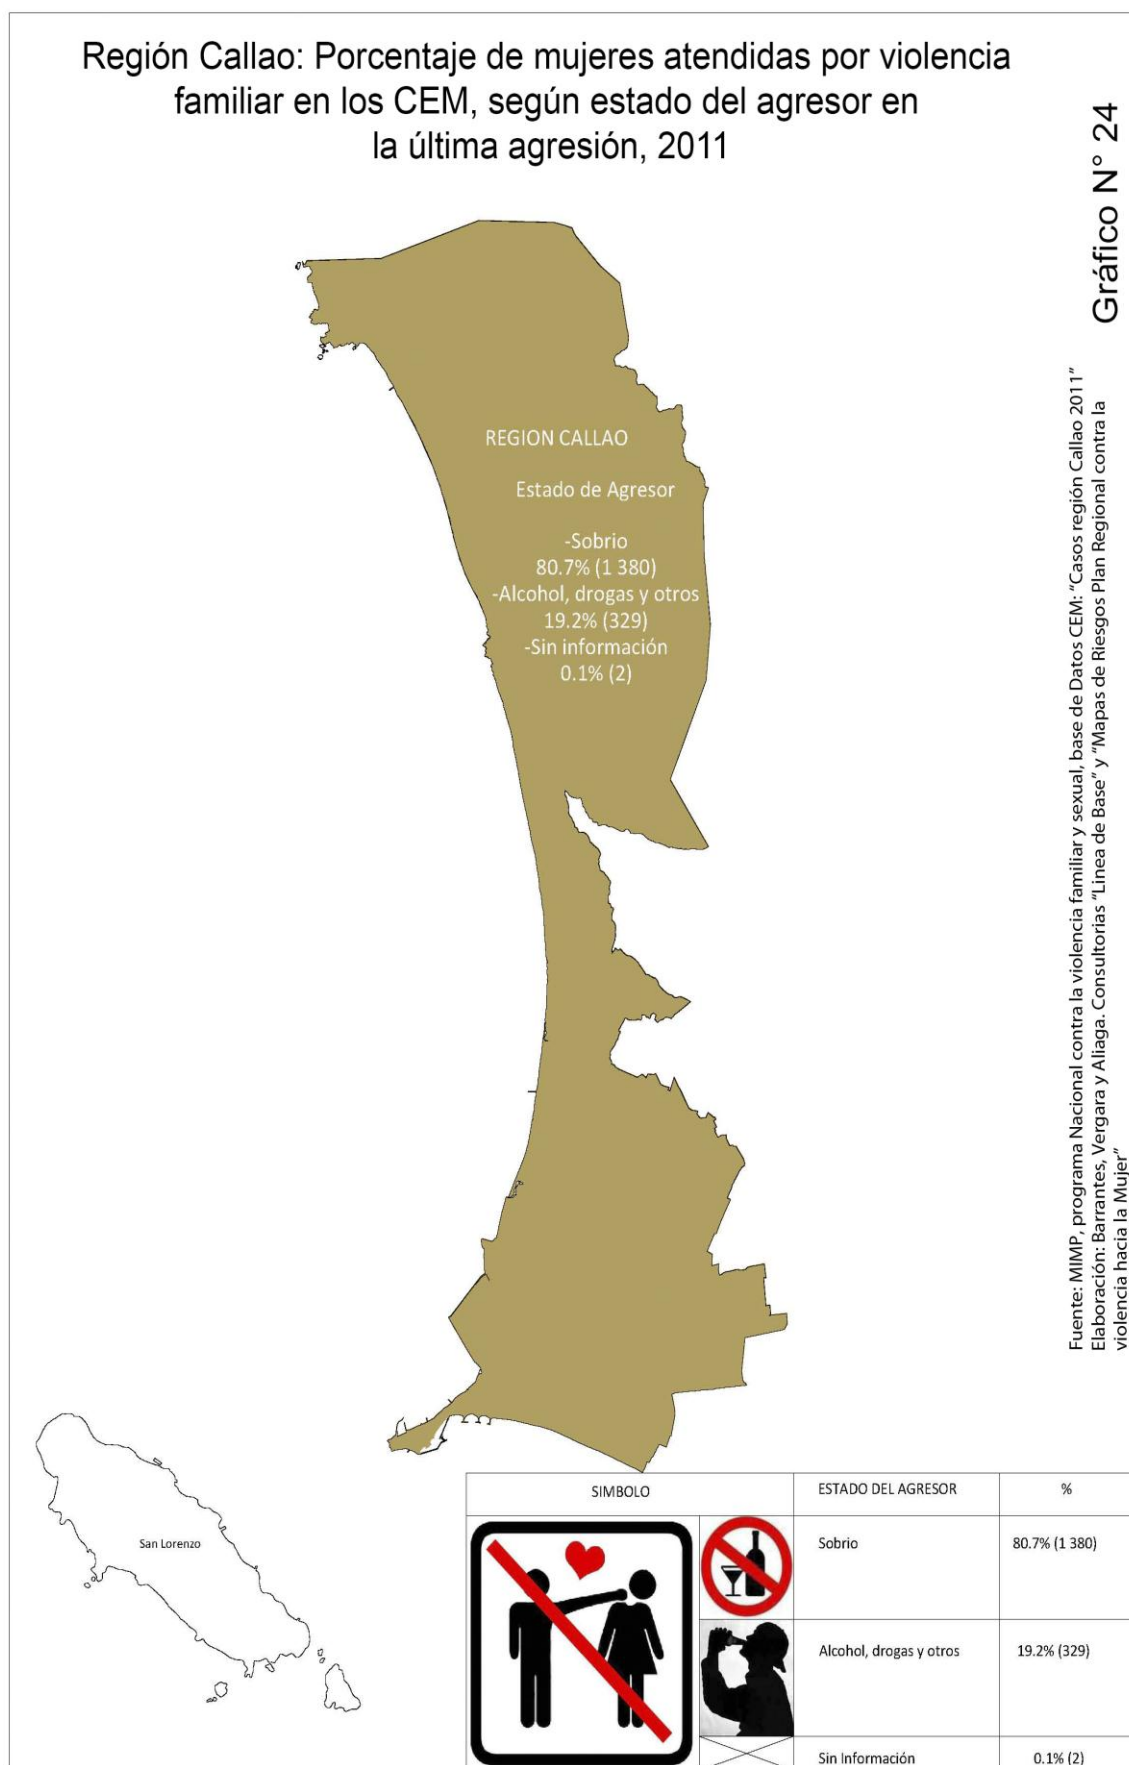 Región Callao: Porcentaje de mujeres atendidas por violencia
familiar en los CEM, según estado del agresor en
la última agresión, 2011
Gráfico N° 24
REGION CALLAO
Estado de Agresor
-Sobrio
80.7% (1 380)
-Alcohol, drogas y otros
19.2% (329)
-Sin información
0.1% (2)
Fuente: MIMP, programa Nacional contra la violencia familiar y sexual, base de Datos CEM: “Casos región Callao 2011”
Elaboración: Barrantes, Vergara y Aliaga. Consultorias “Linea de Base” y “Mapas de Riesgos Plan Regional contra la
violencia hacia la Mujer”
San Lorenzo
SIMBOLO ESTADO DEL AGRESOR %
Sobrio 80.7% (1 380)
Alcohol, drogas y otros 19.2% (329)
Sin Información 0.1% (2)